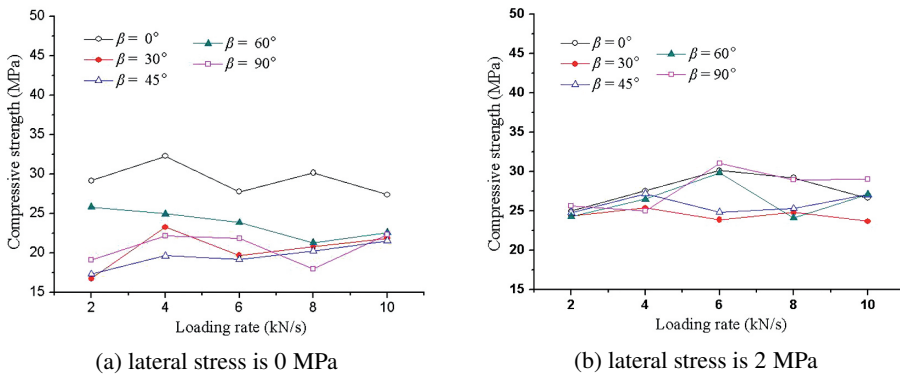 50
45
40
35
30
25
20
15
Compressive strength (MPa)
β = 0°
β = 30°
β = 45°
β = 60°
β = 90°
2 4 6 8 10
Loading rate (kN/s)
(a) lateral stress is 0 MPa
50
45
40
35
30
25
20
15
Compressive strength (MPa)
β = 0°
β = 30°
β = 45°
β = 60°
β = 90°
2 4 6 8 10
Loading rate (kN/s)
(b) lateral stress is 2 MPa